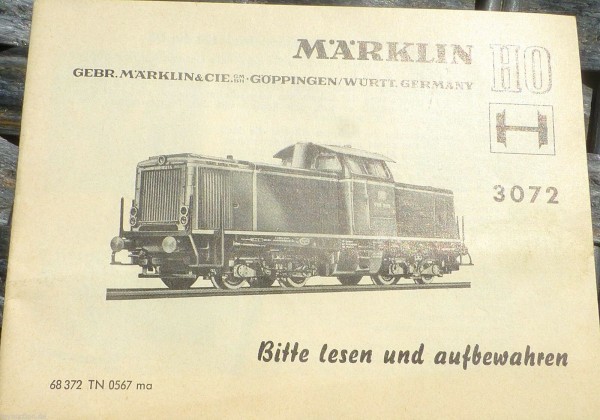 MÄRKLIN HO
GEBR. MÄRKLIN & CIE. GMBH · GÖPPINGEN/WÜRTT. GERMANY
3072
Bitte lesen und aufbewahren
68 372 TN 0567 ma